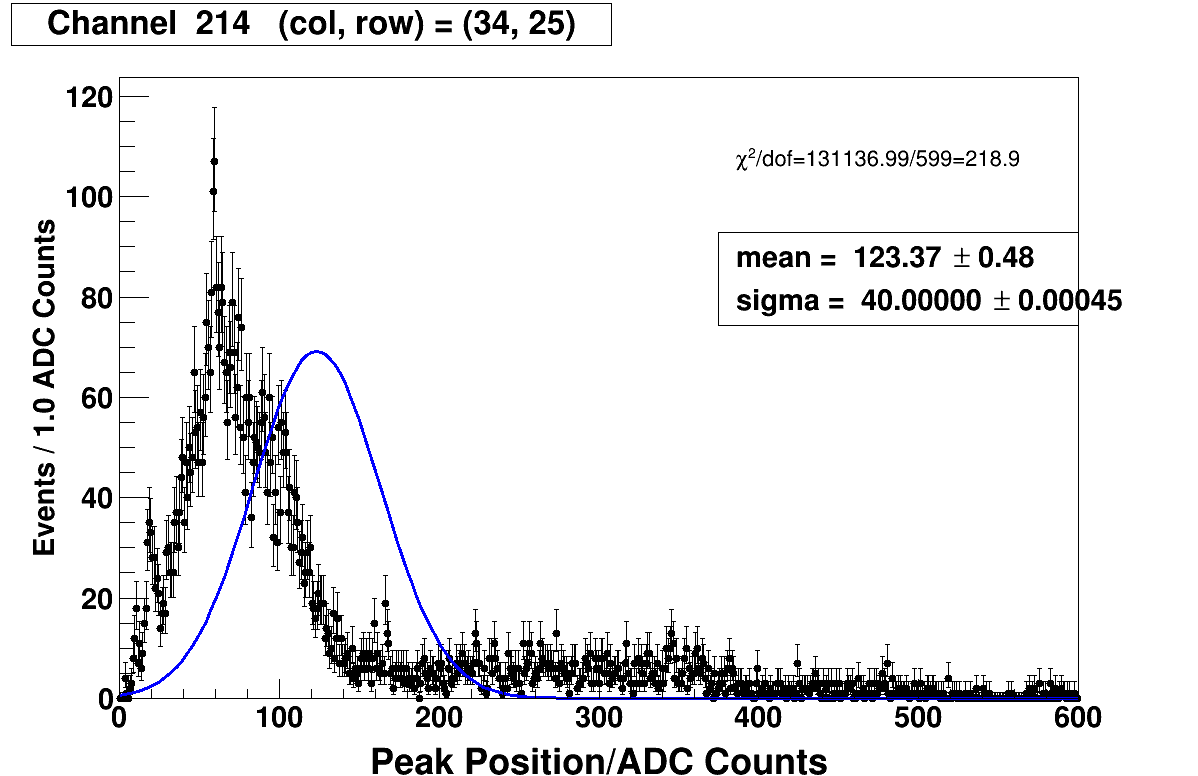 Channel 214 (col, row) = (34, 25)
120
100
80
60
40
20
0
Events / 1.0 ADC Counts
χ²/dof=131136.99/599=218.9
mean = 123.37 ± 0.48
sigma = 40.00000 ± 0.00045
0 100 200 300 400 500 600
Peak Position/ADC Counts